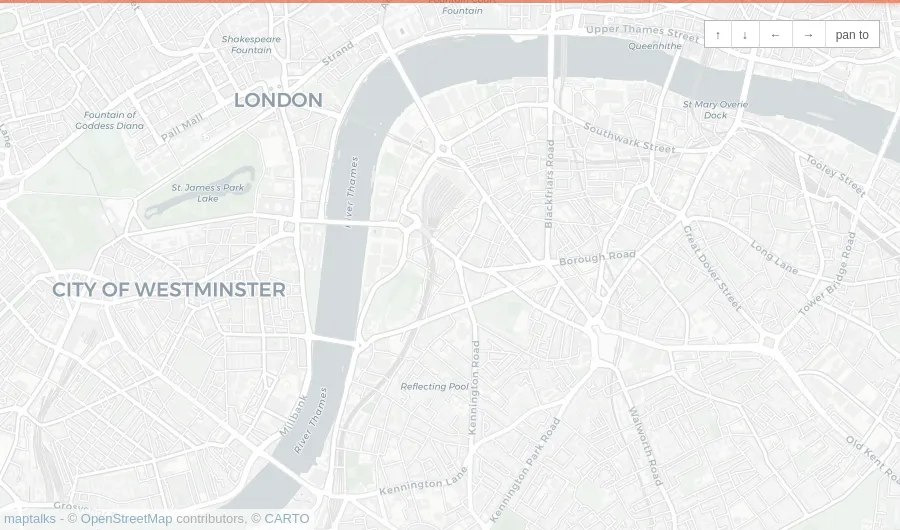 Fountain
Shakespeare
Fountain
Strand
Upper Thames Street
Queenhithe
↑ ↓ ← → pan to
LONDON
Fountain of
Goddess Diana
Pall Mall
Lane
St Mary Overie
Dock
Southwark Street
Tooley Street
St. James's Park
Lake
River Thames
Blackfriars Road
Borough Road
Great Dover Street
Long Lane
Tower Bridge Road
CITY OF WESTMINSTER
Reflecting Pool
Kennington Road
Millbank
River Thames
Walworth Road
Kennington Park Road
Kennington Lane
Old Kent Roa
maptalks - © OpenStreetMap contributors, © CARTO